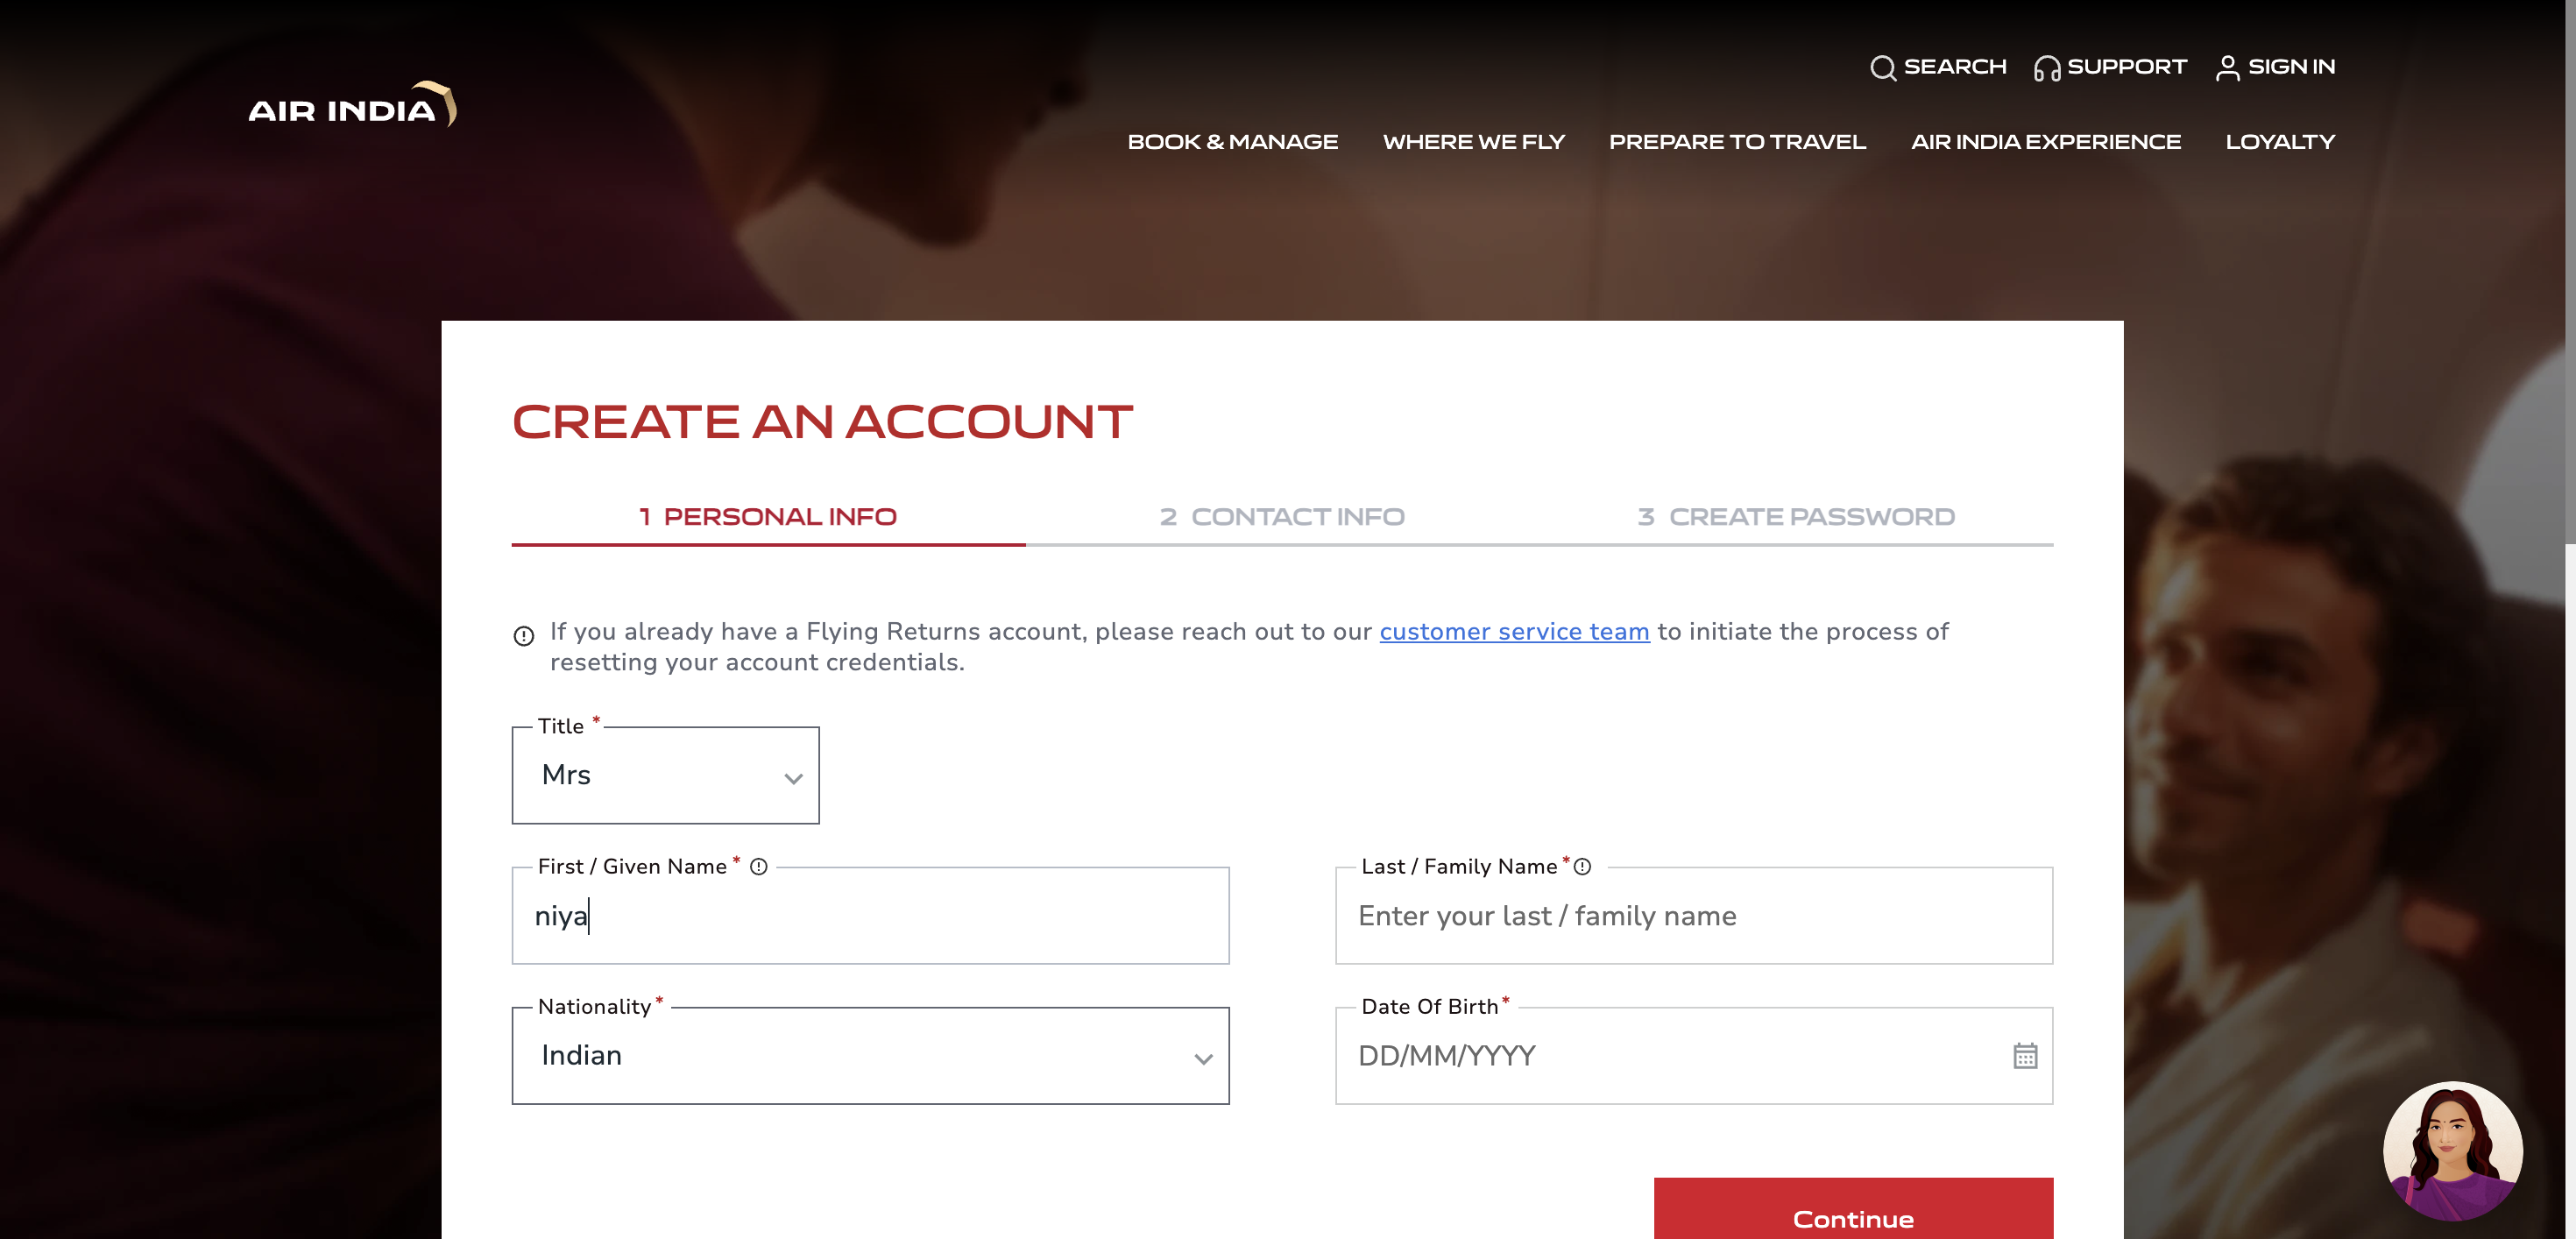 AIR INDIA
SEARCH SUPPORT SIGN IN
BOOK & MANAGE WHERE WE FLY PREPARE TO TRAVEL AIR INDIA EXPERIENCE LOYALTY
CREATE AN ACCOUNT
1 PERSONAL INFO 2 CONTACT INFO 3 CREATE PASSWORD
If you already have a Flying Returns account, please reach out to our customer service team to initiate the process of
resetting your account credentials.
Title *
Mrs
First / Given Name * Last / Family Name *
niya Enter your last / family name
Nationality * Date Of Birth *
Indian DD/MM/YYYY
Continue